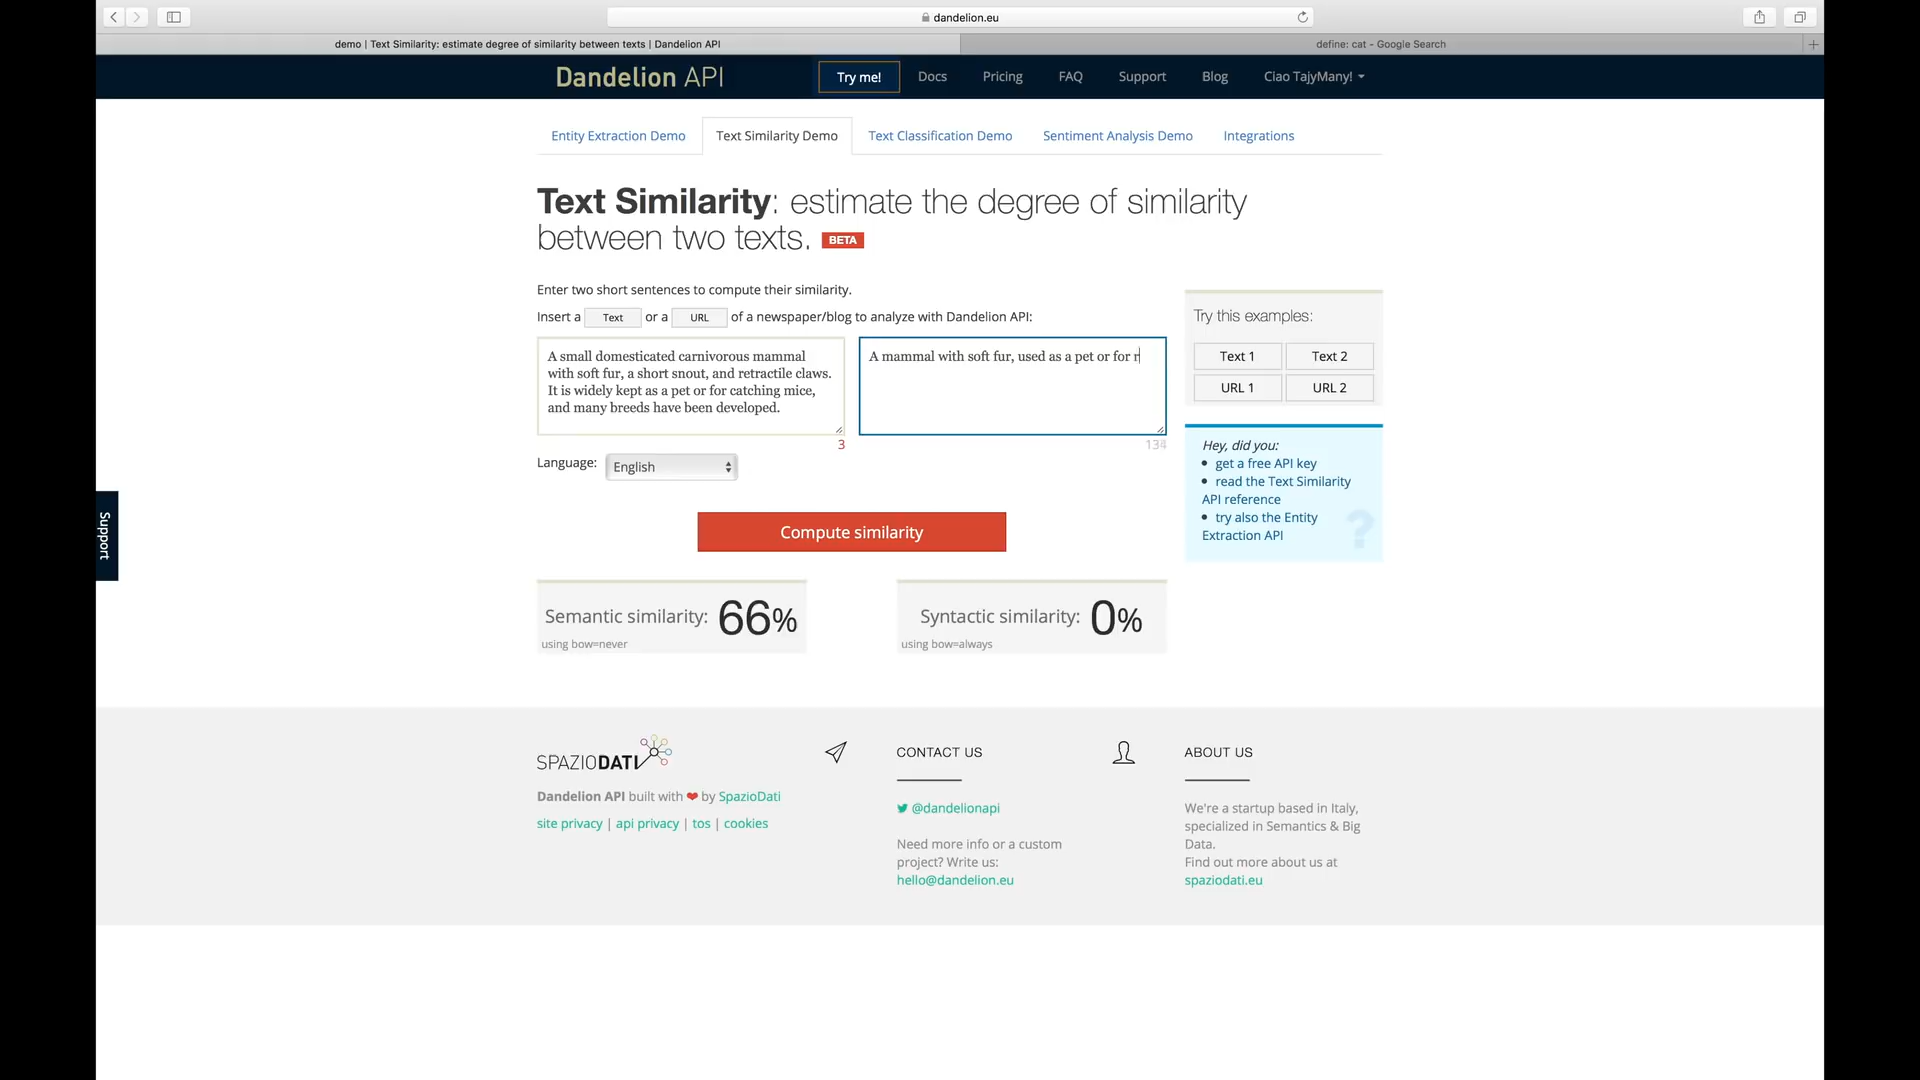 dandelion.eu
demo | Text Similarity: estimate degree of similarity between texts | Dandelion API
define: cat - Google Search
Dandelion API
Try me!
Docs
Pricing
FAQ
Support
Blog
Ciao TajyMany!
Entity Extraction Demo
Text Similarity Demo
Text Classification Demo
Sentiment Analysis Demo
Integrations
Text Similarity: estimate the degree of similarity
between two texts. BETA
Enter two short sentences to compute their similarity.
Insert a Text or a URL of a newspaper/blog to analyze with Dandelion API:
A small domesticated carnivorous mammal
with soft fur, a short snout, and retractile claws.
It is widely kept as a pet or for catching mice,
and many breeds have been developed.
3
A mammal with soft fur, used as a pet or for r
134
Language: English
Compute similarity
Try this examples:
Text 1
Text 2
URL 1
URL 2
Hey, did you:
• get a free API key
• read the Text Similarity
API reference
• try also the Entity
Extraction API
?
Support
Semantic similarity: 66%
using bow=never
Syntactic similarity: 0%
using bow=always
SPAZIODATI
Dandelion API built with ❤ by SpazioDati
site privacy | api privacy | tos | cookies
CONTACT US
@dandelionapi
Need more info or a custom
project? Write us:
hello@dandelion.eu
ABOUT US
We're a startup based in Italy,
specialized in Semantics & Big
Data.
Find out more about us at
spaziodati.eu